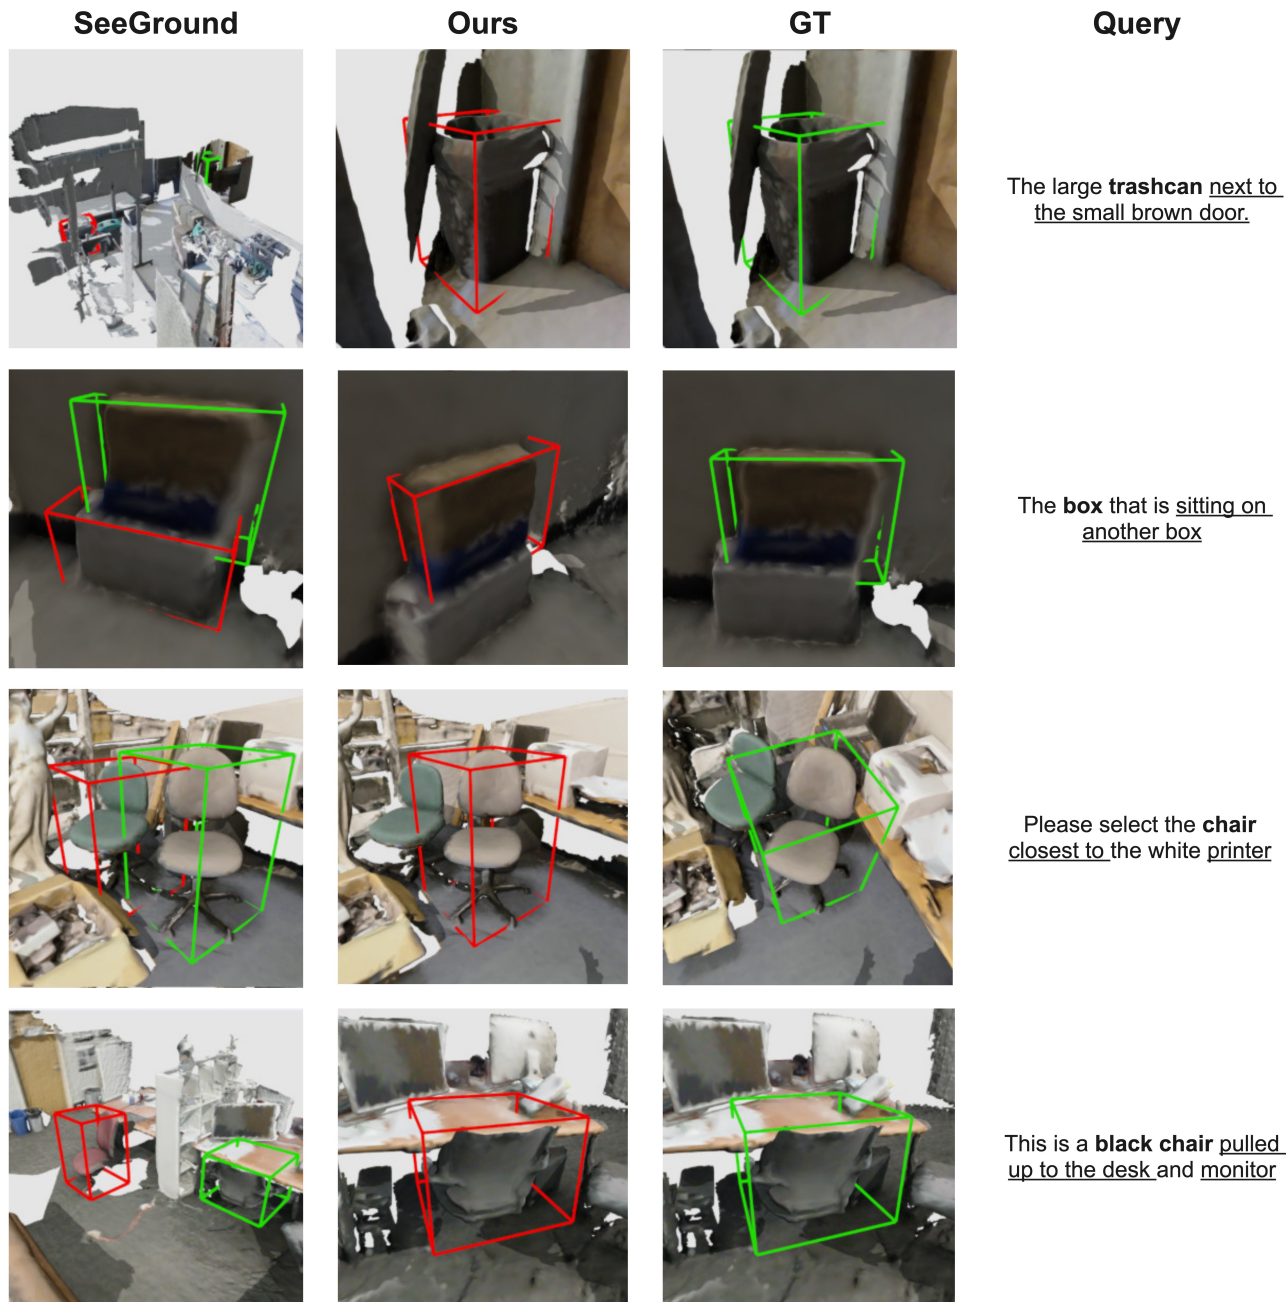 SeeGround
Ours
GT
Query
The large trashcan next to
the small brown door.
The box that is sitting on
another box
Please select the chair
closest to the white printer
This is a black chair pulled
up to the desk and monitor